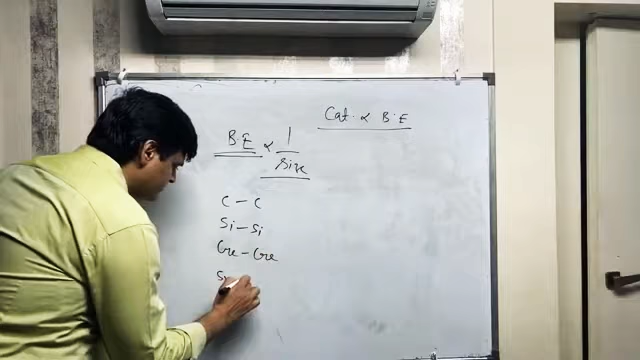 Cat. ∝ B.E
B.E ∝ 1/Size
C - C
Si - Si
Ge - Ge
S